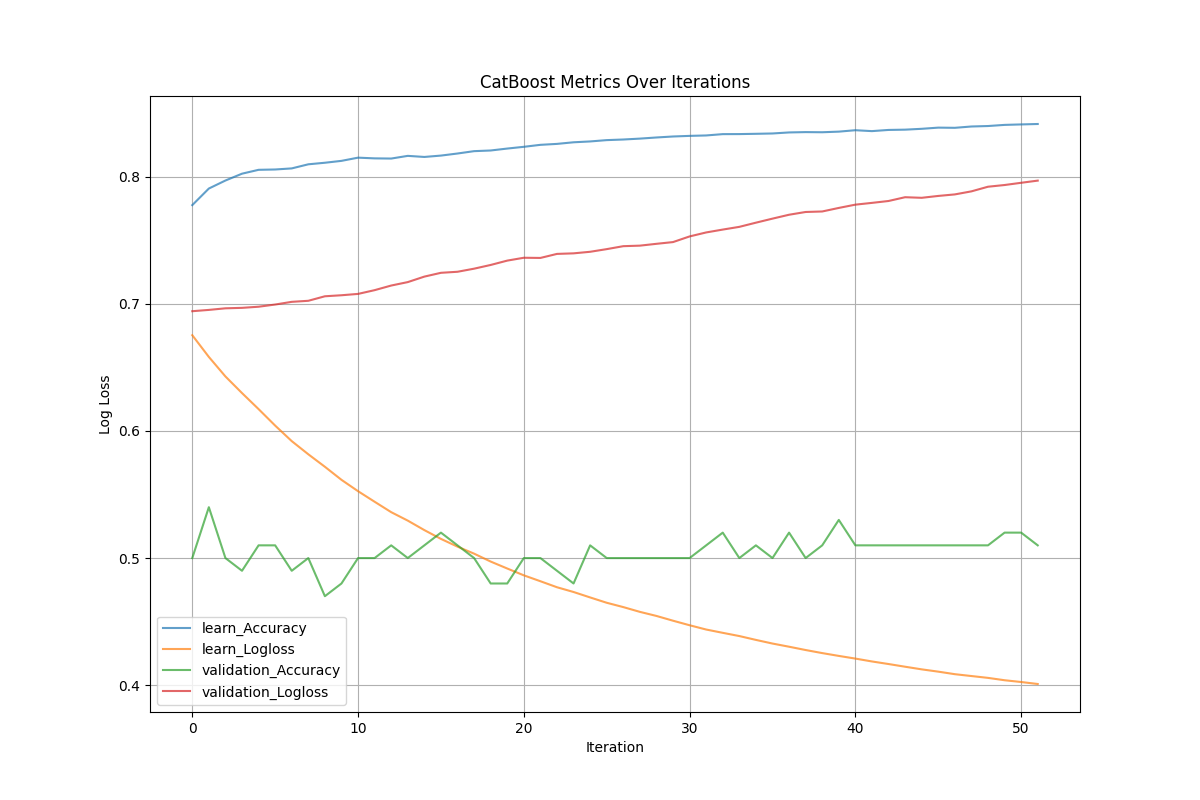 CatBoost Metrics Over Iterations
0.8
0.7
0.6
0.5
0.4
Log Loss
learn_Accuracy
learn_Logloss
validation_Accuracy
validation_Logloss
0 10 20 30 40 50
Iteration